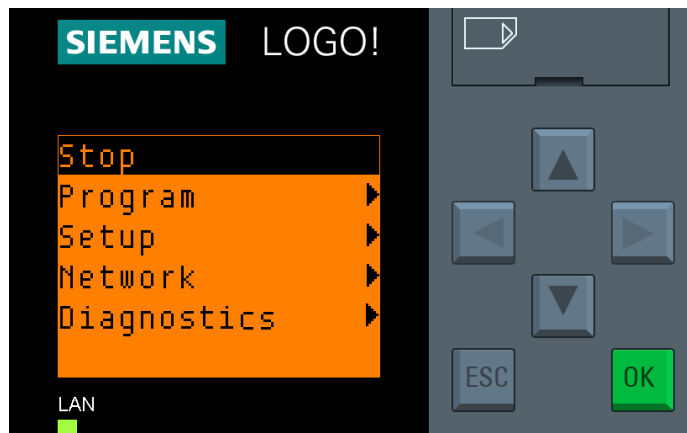 SIEMENS LOGO!
Stop
Program
Setup
Network
Diagnostics
ESC OK
LAN